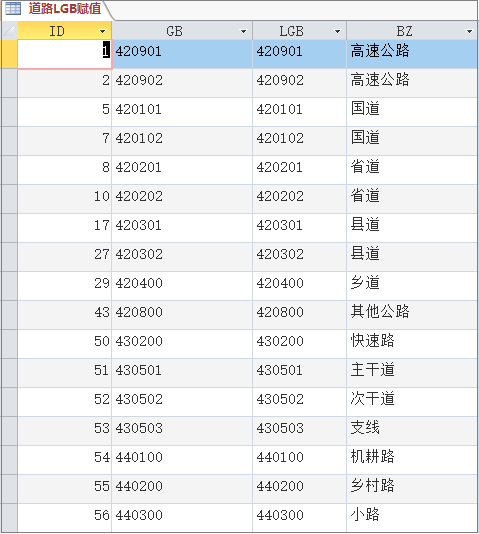 道路LGB赋值
ID GB LGB BZ
1 420901 420901 高速公路
2 420902 420902 高速公路
5 420101 420101 国道
7 420102 420102 国道
8 420201 420201 省道
10 420202 420202 省道
17 420301 420301 县道
27 420302 420302 县道
29 420400 420400 乡道
43 420800 420800 其他公路
50 430200 430200 快速路
51 430501 430501 主干道
52 430502 430502 次干道
53 430503 430503 支线
54 440100 440100 机耕路
55 440200 440200 乡村路
56 440300 440300 小路